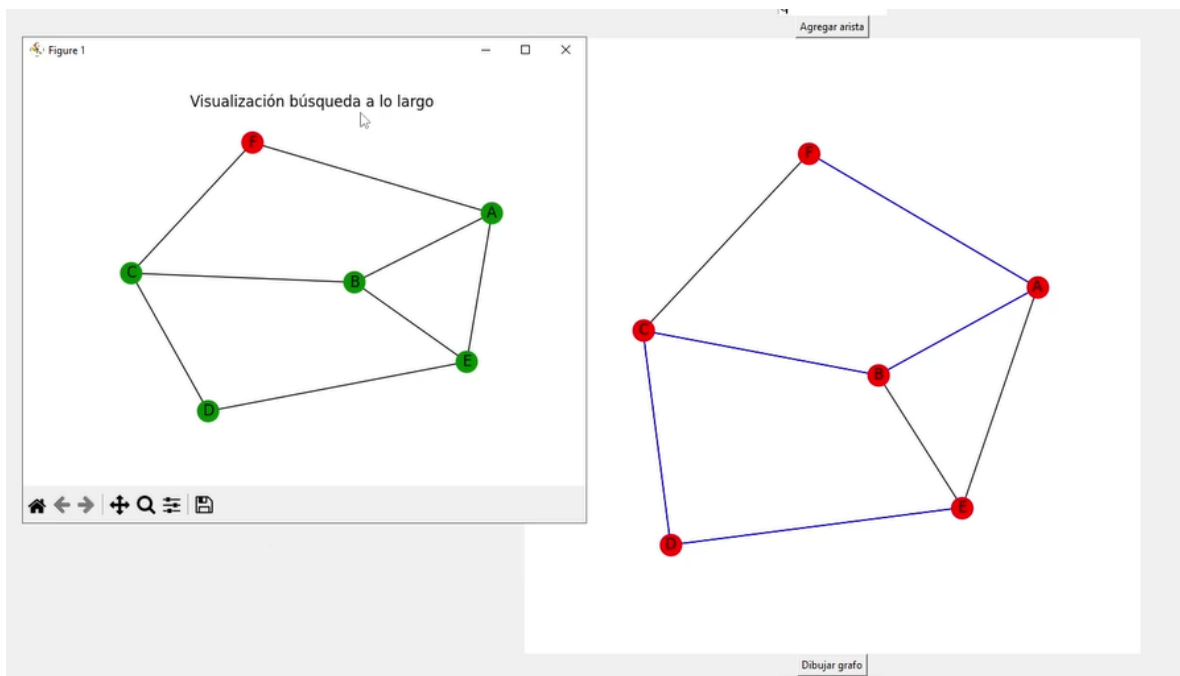 Agregar arista
Figure 1
Visualización búsqueda a lo largo
F
A
C
B
E
D
F
A
C
B
E
D
Dibujar grafo